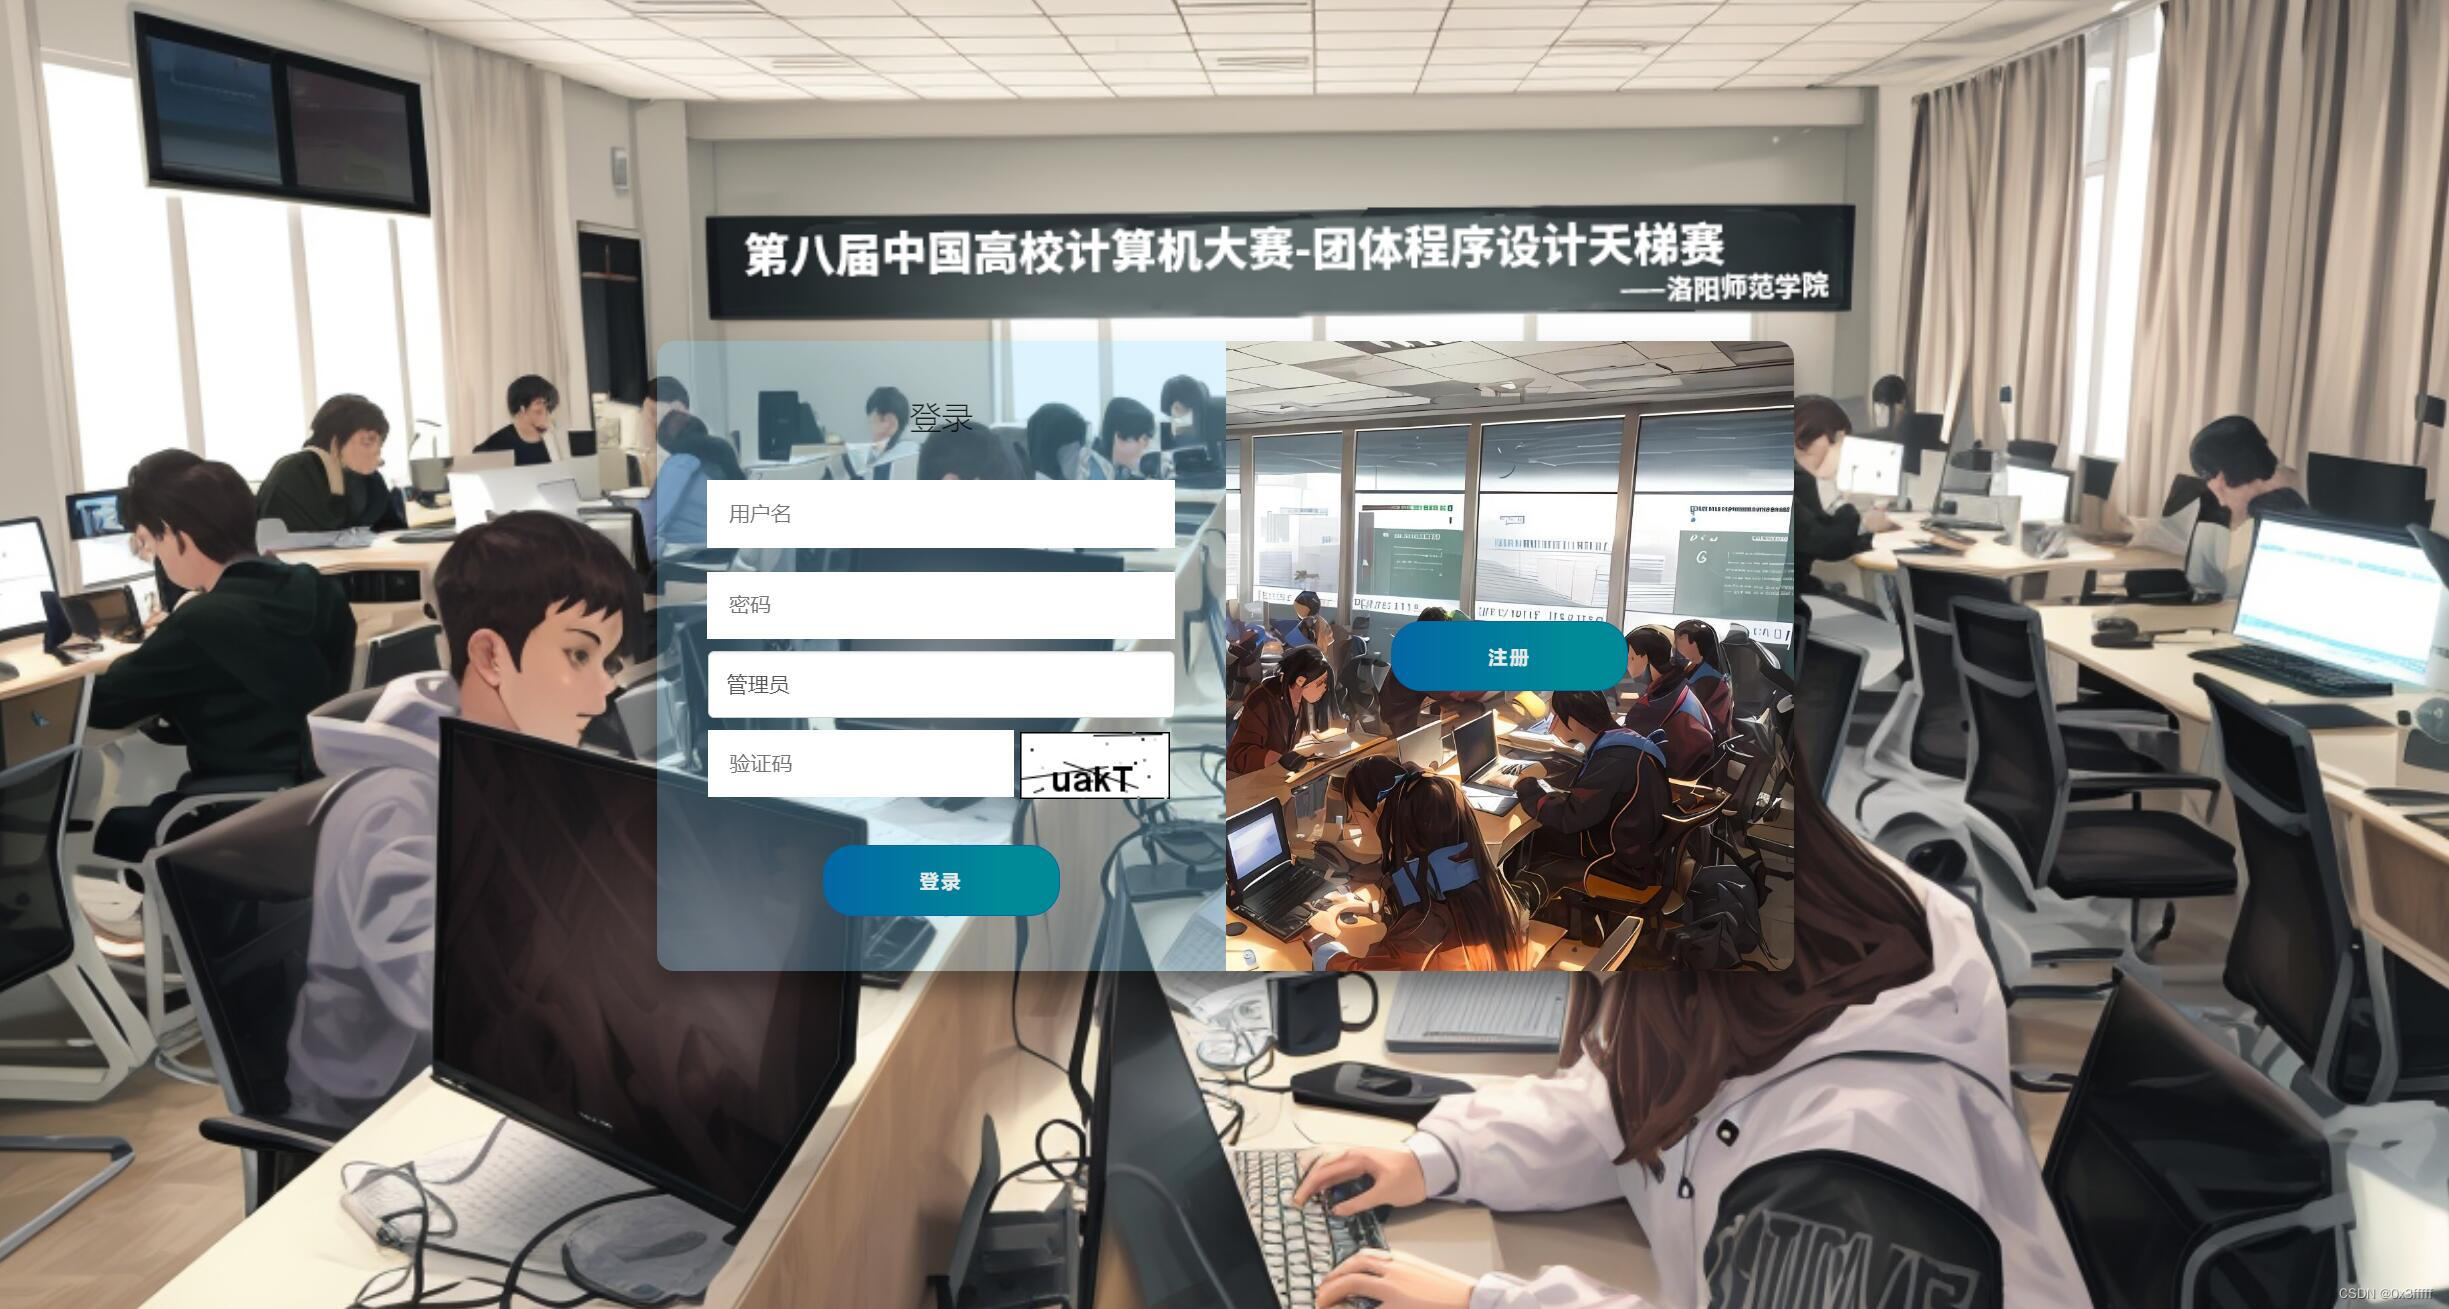 第八届中国高校计算机大赛-团体程序设计天梯赛
——洛阳师范学院
登录
用户名
密码
管理员
验证码
uakT
登录
注册
CSDN @0x3fffff